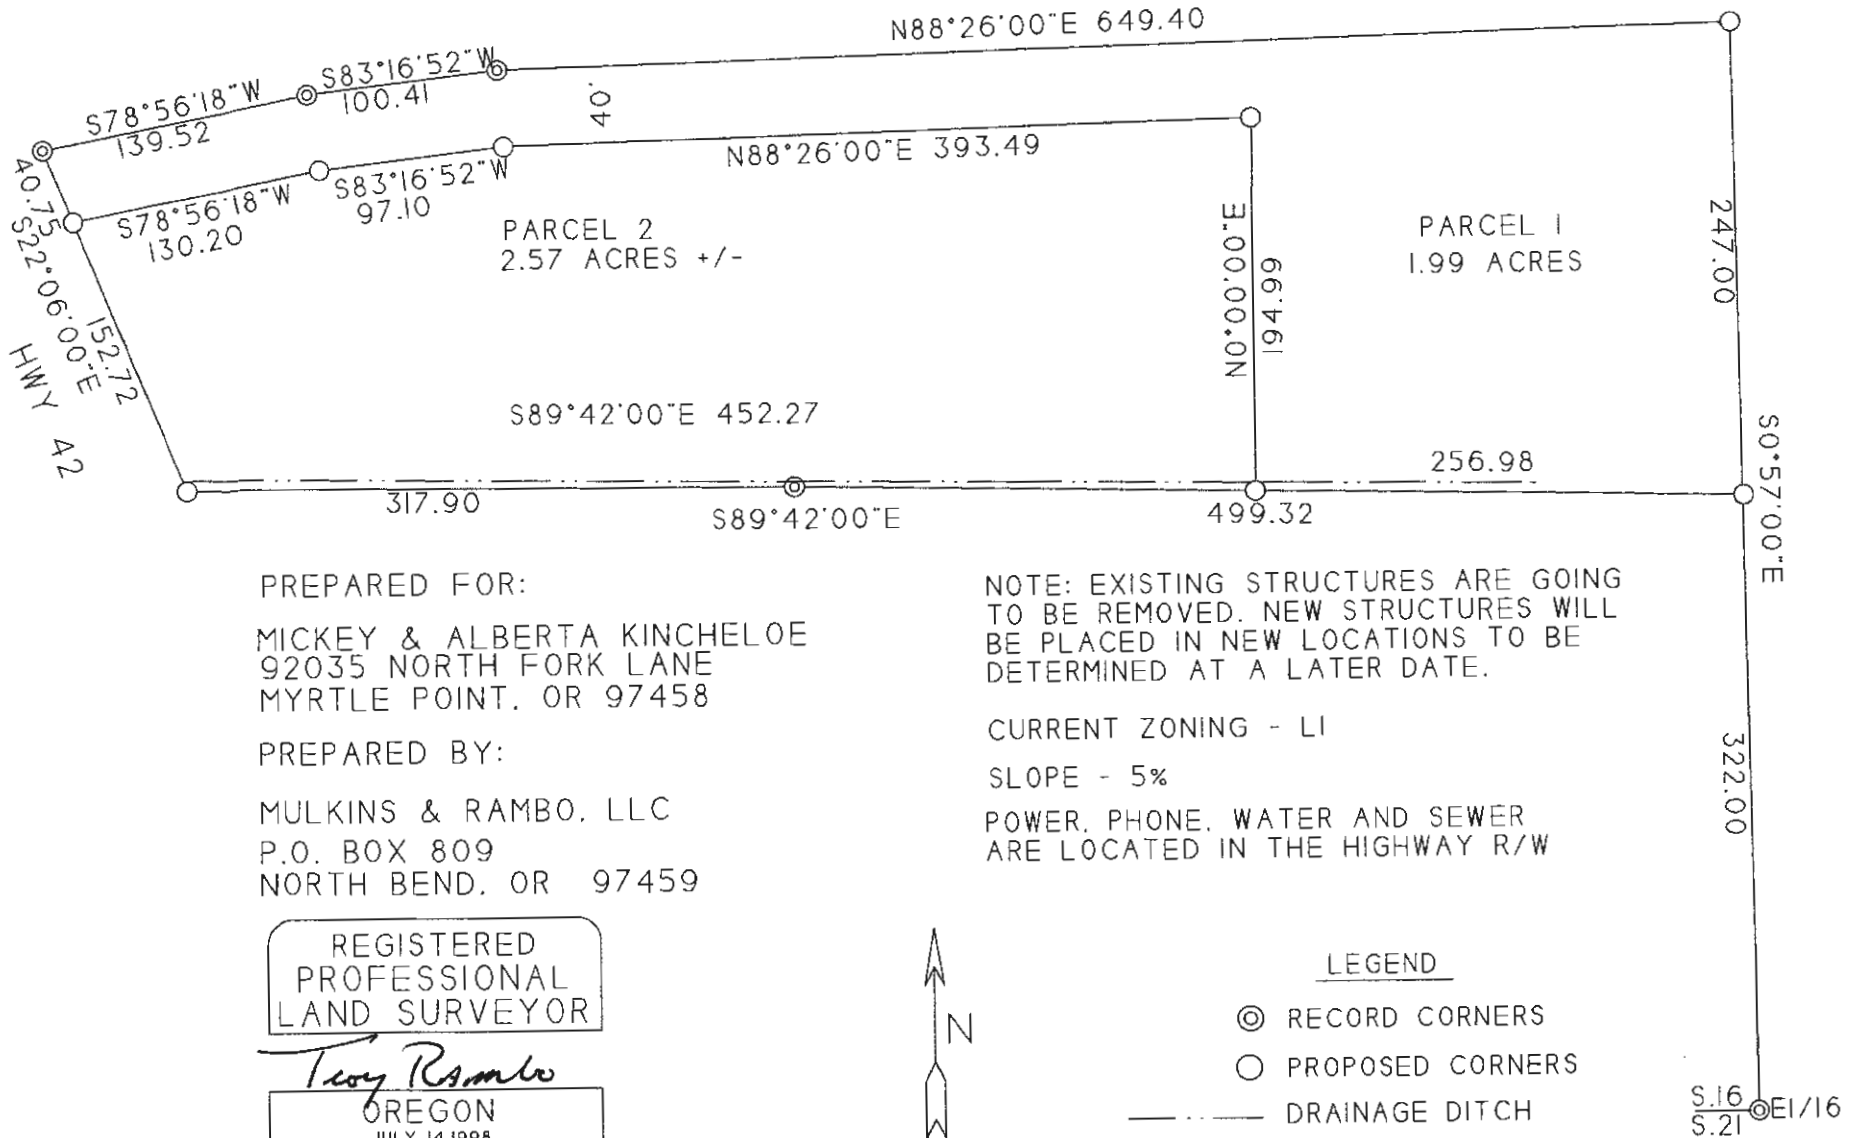 N88°26'00"E 649.40
S83°16'52"W
100.41
S78°56'18"W
139.52
40'
N88°26'00"E 393.49
S83°16'52"W
97.10
S78°56'18"W
130.20
40.75
S22°06'00"E
152.72
HWY 42
PARCEL 2
2.57 ACRES +/-
N0°00'00"E
194.99
PARCEL 1
1.99 ACRES
247.00
S89°42'00"E 452.27
256.98
317.90
S89°42'00"E
499.32
S0°57'00"E
322.00
PREPARED FOR:
MICKEY & ALBERTA KINCHELOE
92035 NORTH FORK LANE
MYRTLE POINT, OR 97458
PREPARED BY:
MULKINS & RAMBO, LLC
P.O. BOX 809
NORTH BEND, OR 97459
NOTE: EXISTING STRUCTURES ARE GOING
TO BE REMOVED. NEW STRUCTURES WILL
BE PLACED IN NEW LOCATIONS TO BE
DETERMINED AT A LATER DATE.
CURRENT ZONING - LI
SLOPE - 5%
POWER, PHONE, WATER AND SEWER
ARE LOCATED IN THE HIGHWAY R/W
REGISTERED
PROFESSIONAL
LAND SURVEYOR
Troy Rambo
OREGON
JULY 14, 1998
N
LEGEND
RECORD CORNERS
PROPOSED CORNERS
DRAINAGE DITCH
S.16
S.21
E1/16